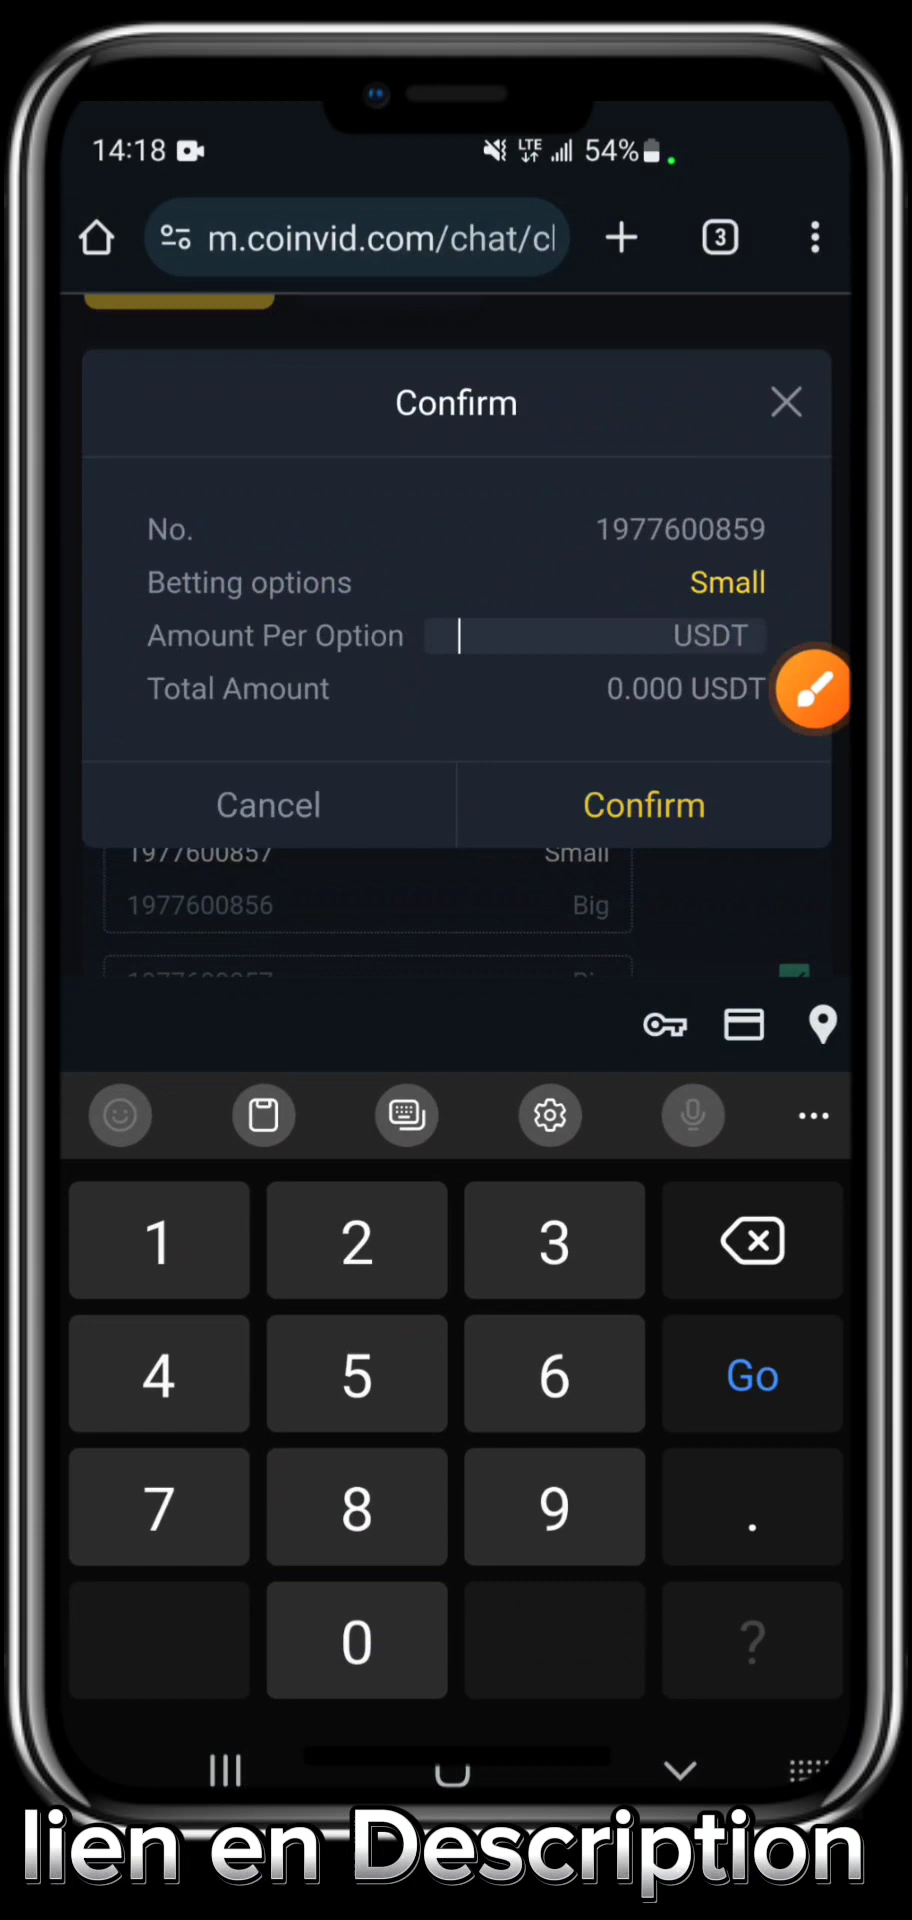 14:18 LTE 54%
m.coinvid.com/chat/cl 3
Confirm
No. 1977600859
Betting options Small
Amount Per Option USDT
Total Amount 0.000 USDT
Cancel Confirm
1977600857 Small
1977600856 Big
1 2 3
4 5 6 Go
7 8 9 .
0 ?
lien en Description